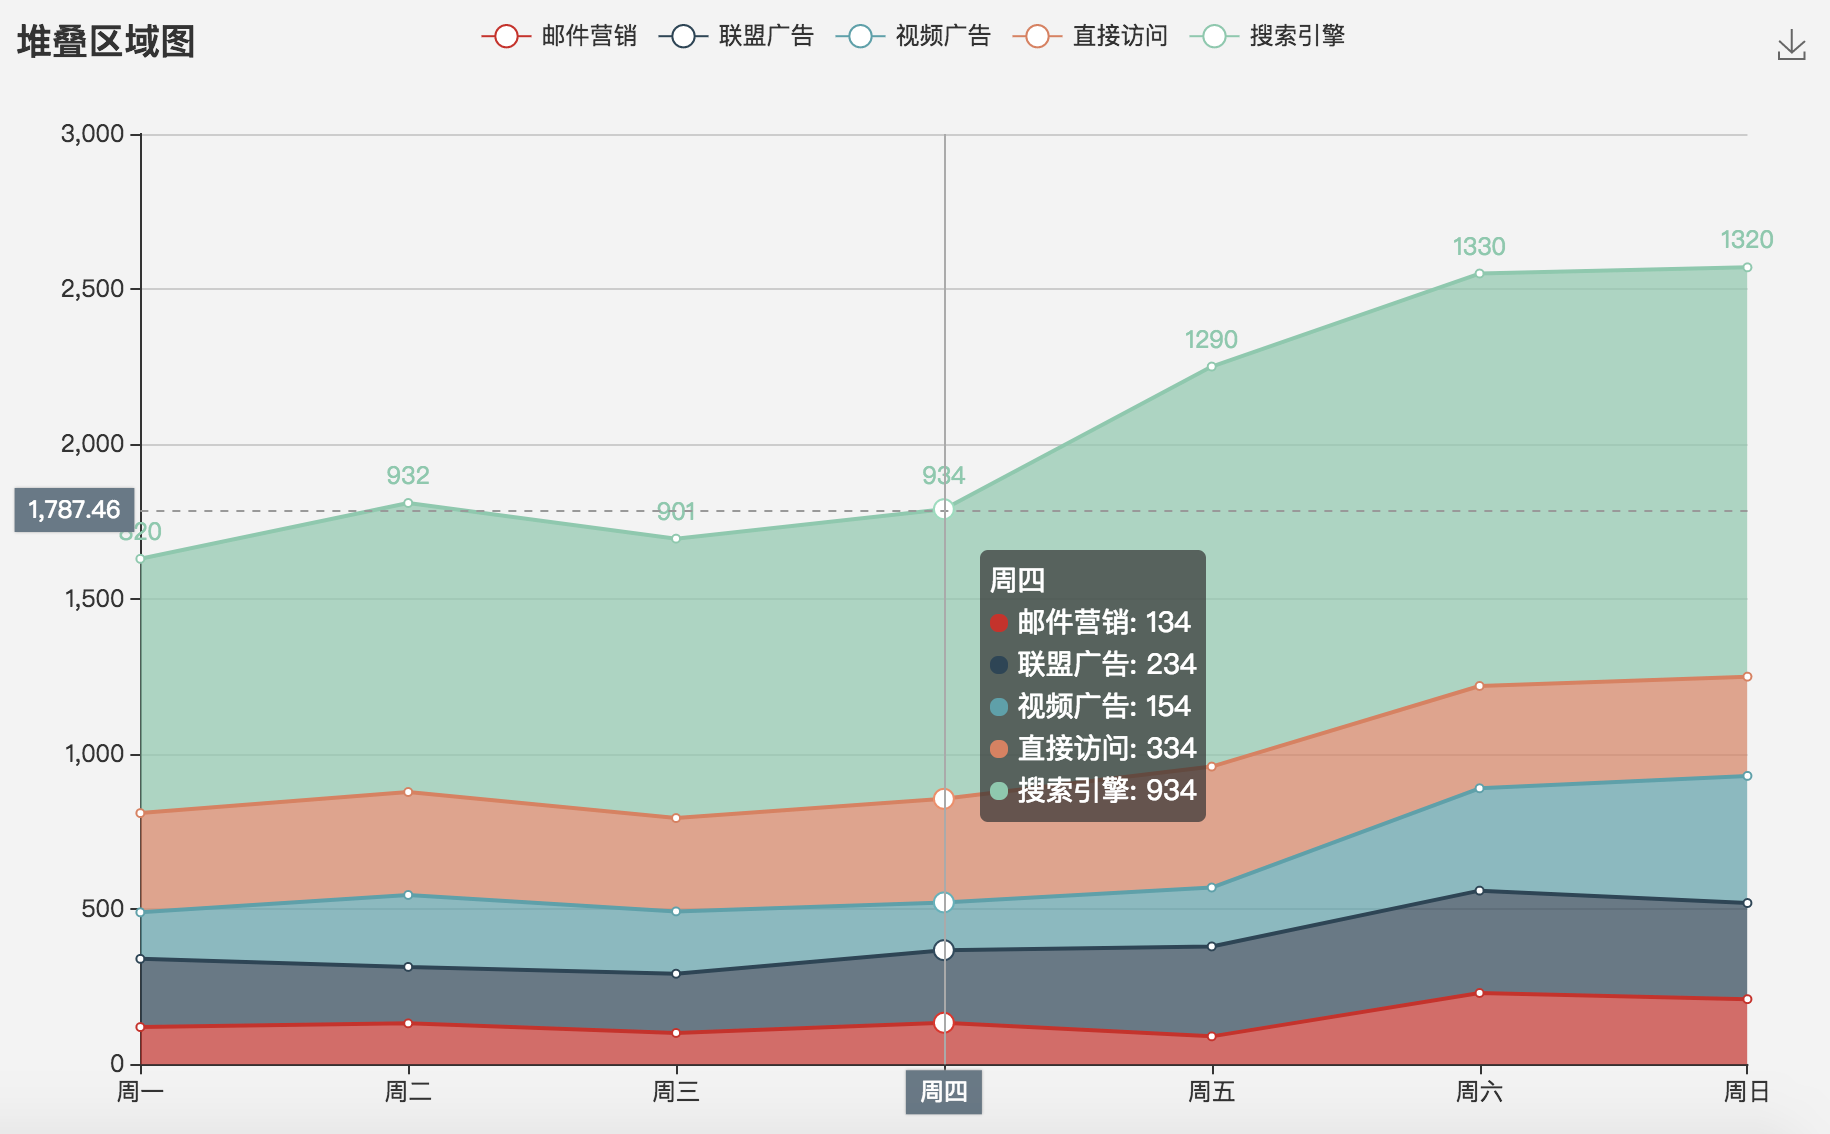 堆叠区域图
邮件营销 联盟广告 视频广告 直接访问 搜索引擎
3,000
2,500
2,000
1,500
1,000
500
0
1,787.46
820
932
901
934
1290
1330
1320
周四
邮件营销: 134
联盟广告: 234
视频广告: 154
直接访问: 334
搜索引擎: 934
周一 周二 周三 周四 周五 周六 周日